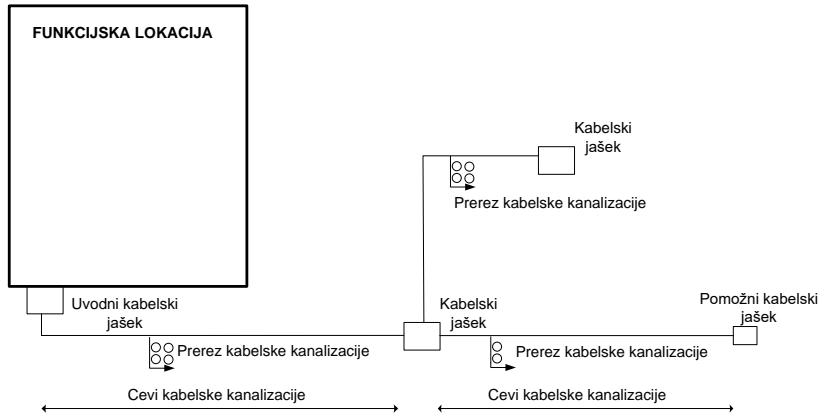 FUNKCIJSKA LOKACIJA
Kabelski
jašek
Prerez kabelske kanalizacije
Uvodni kabelski
jašek
Kabelski
jašek
Pomožni kabelski
jašek
Prerez kabelske kanalizacije
Prerez kabelske kanalizacije
Cevi kabelske kanalizacije
Cevi kabelske kanalizacije